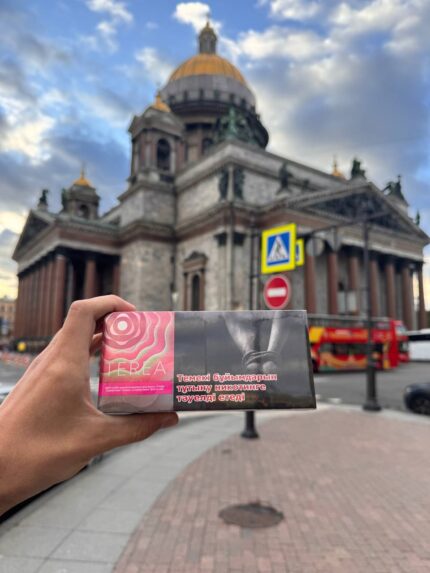 TEREA
Темекі бұйымдарын
тұтыну никотинге
тәуелді етеді